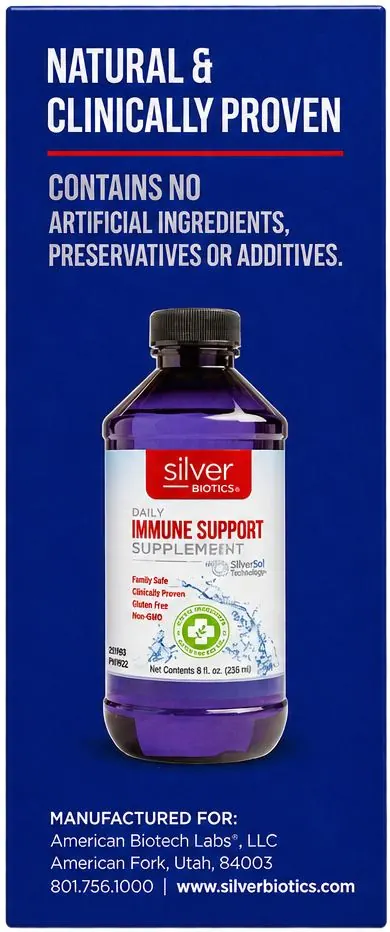 NATURAL &
CLINICALLY PROVEN
CONTAINS NO
ARTIFICIAL INGREDIENTS,
PRESERVATIVES OR ADDITIVES.
silver
BIOTICS®
DAILY
IMMUNE SUPPORT
SUPPLEMENT
SilverSol
Technology®
Family Safe
Clinically Proven
Gluten Free
Non-GMO
Net Contents 8 fl. oz. (236 ml)
MANUFACTURED FOR:
American Biotech Labs®, LLC
American Fork, Utah, 84003
801.756.1000 | www.silverbiotics.com